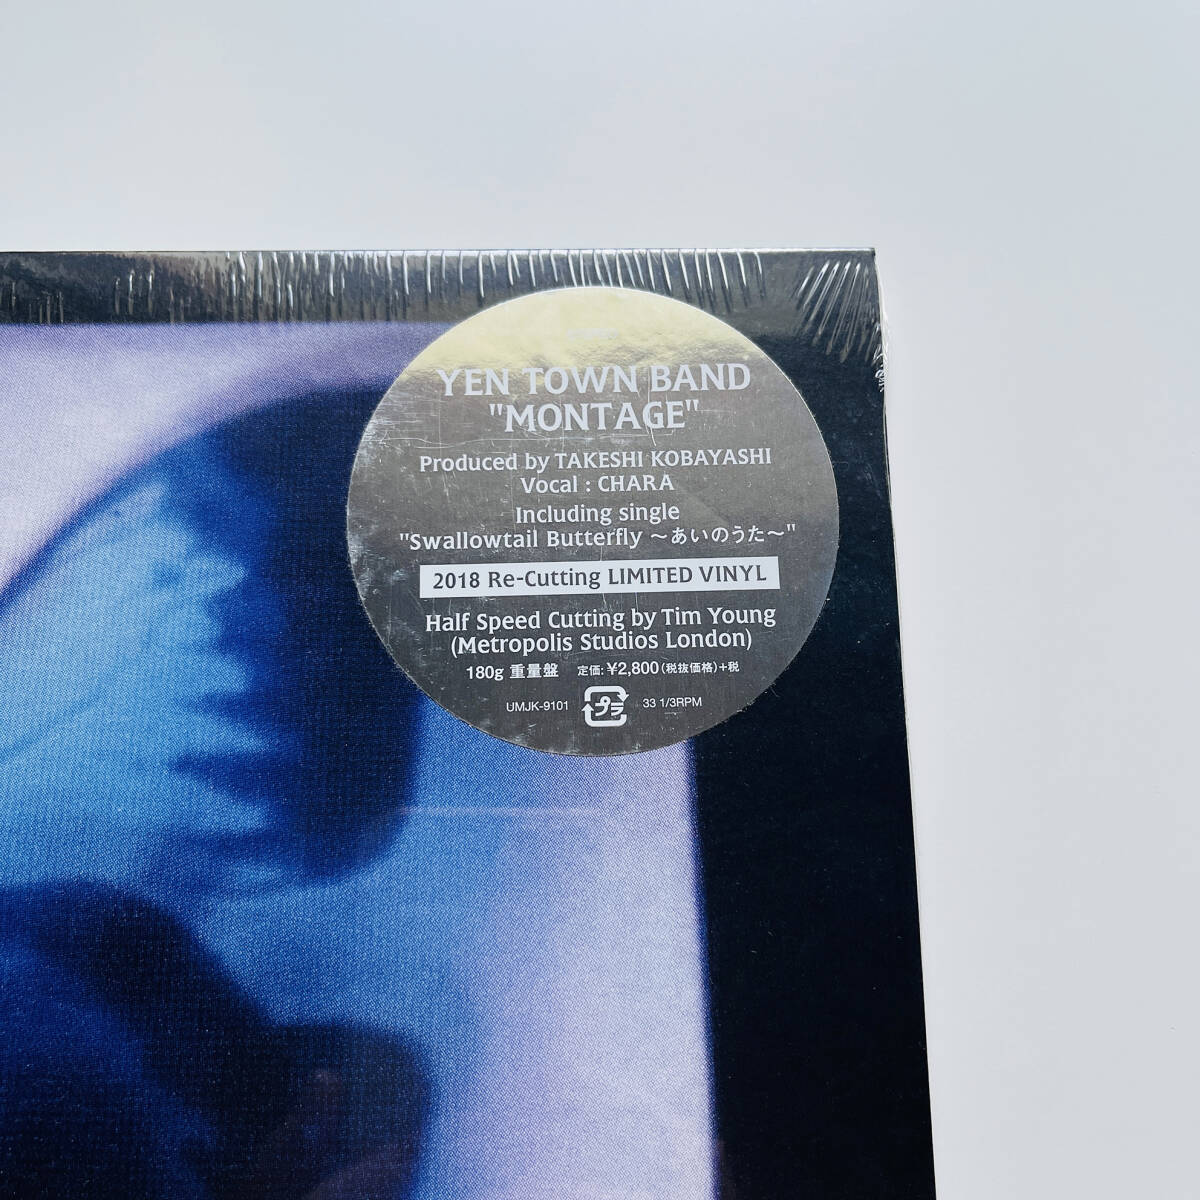 YEN TOWN BAND
"MONTAGE"
Produced by TAKESHI KOBAYASHI
Vocal : CHARA
Including single
"Swallowtail Butterfly 〜あいのうた〜"
2018 Re-Cutting LIMITED VINYL
Half Speed Cutting by Tim Young
(Metropolis Studios London)
180g 重量盤 定価:¥2,800(税抜価格)+税
UMJK-9101 プラ 33 1/3RPM